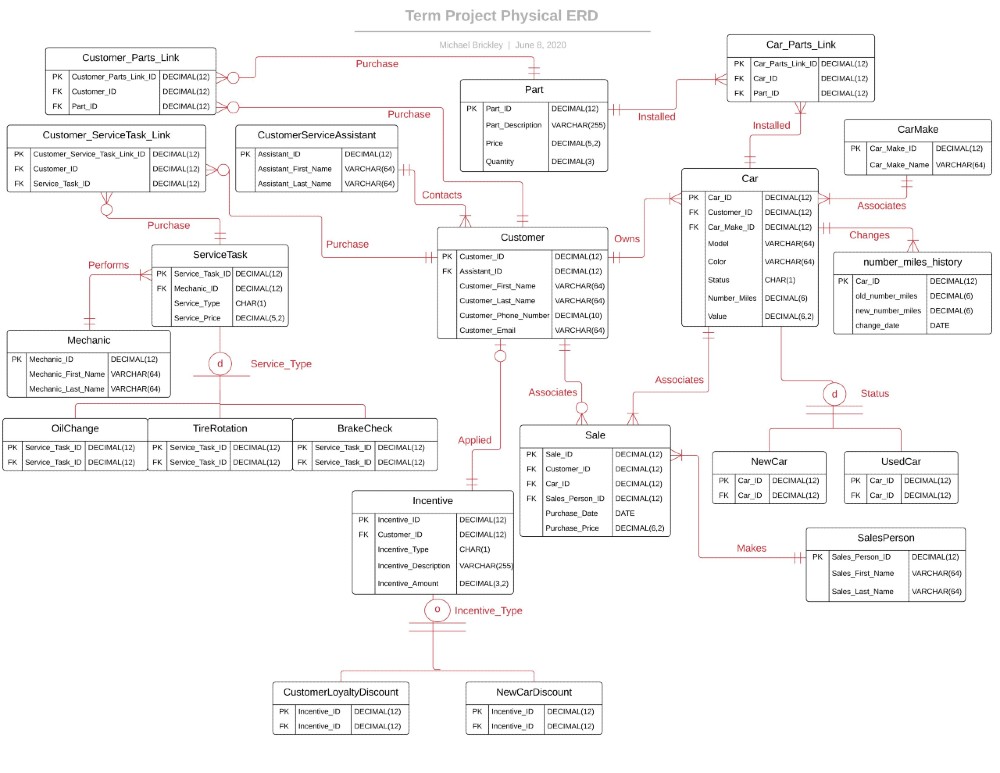 Term Project Physical ERD
Michael Brickley | June 8, 2020
Customer_Parts_Link
PK Customer_Parts_Link_ID DECIMAL(12)
FK Customer_ID DECIMAL(12)
FK Part_ID DECIMAL(12)
Purchase
Purchase
Part
PK Part_ID DECIMAL(12)
Part_Description VARCHAR(255)
Price DECIMAL(5,2)
Quantity DECIMAL(3)
Installed
Car_Parts_Link
PK Car_Parts_Link_ID DECIMAL(12)
FK Car_ID DECIMAL(12)
FK Part_ID DECIMAL(12)
Installed
Customer_ServiceTask_Link
PK Customer_Service_Task_Link_ID DECIMAL(12)
FK Customer_ID DECIMAL(12)
FK Service_Task_ID DECIMAL(12)
Purchase
Purchase
CustomerServiceAssistant
PK Assistant_ID DECIMAL(12)
Assistant_First_Name VARCHAR(64)
Assistant_Last_Name VARCHAR(64)
Contacts
CarMake
PK Car_Make_ID DECIMAL(12)
Car_Make_Name VARCHAR(64)
Associates
Car
PK Car_ID DECIMAL(12)
FK Customer_ID DECIMAL(12)
FK Car_Make_ID DECIMAL(12)
Model VARCHAR(64)
Color VARCHAR(64)
Status CHAR(1)
Number_Miles DECIMAL(6)
Value DECIMAL(6,2)
Changes
number_miles_history
PK Car_ID DECIMAL(12)
old_number_miles DECIMAL(6)
new_number_miles DECIMAL(6)
change_date DATE
Customer
PK Customer_ID DECIMAL(12)
FK Assistant_ID DECIMAL(12)
Customer_First_Name VARCHAR(64)
Customer_Last_Name VARCHAR(64)
Customer_Phone_Number DECIMAL(10)
Customer_Email VARCHAR(64)
Owns
ServiceTask
PK Service_Task_ID DECIMAL(12)
FK Mechanic_ID DECIMAL(12)
Service_Type CHAR(1)
Service_Price DECIMAL(5,2)
Performs
Mechanic
PK Mechanic_ID DECIMAL(12)
Mechanic_First_Name VARCHAR(64)
Mechanic_Last_Name VARCHAR(64)
d
Service_Type
OilChange
PK Service_Task_ID DECIMAL(12)
FK Service_Task_ID DECIMAL(12)
TireRotation
PK Service_Task_ID DECIMAL(12)
FK Service_Task_ID DECIMAL(12)
BrakeCheck
PK Service_Task_ID DECIMAL(12)
FK Service_Task_ID DECIMAL(12)
Associates
Associates
Applied
d
Status
Sale
PK Sale_ID DECIMAL(12)
FK Customer_ID DECIMAL(12)
FK Car_ID DECIMAL(12)
FK Sales_Person_ID DECIMAL(12)
Purchase_Date DATE
Purchase_Price DECIMAL(6,2)
NewCar
PK Car_ID DECIMAL(12)
FK Car_ID DECIMAL(12)
UsedCar
PK Car_ID DECIMAL(12)
FK Car_ID DECIMAL(12)
Makes
SalesPerson
PK Sales_Person_ID DECIMAL(12)
Sales_First_Name VARCHAR(64)
Sales_Last_Name VARCHAR(64)
Incentive
PK Incentive_ID DECIMAL(12)
FK Customer_ID DECIMAL(12)
Incentive_Type CHAR(1)
Incentive_Description VARCHAR(255)
Incentive_Amount DECIMAL(3,2)
o
Incentive_Type
CustomerLoyaltyDiscount
PK Incentive_ID DECIMAL(12)
FK Incentive_ID DECIMAL(12)
NewCarDiscount
PK Incentive_ID DECIMAL(12)
FK Incentive_ID DECIMAL(12)